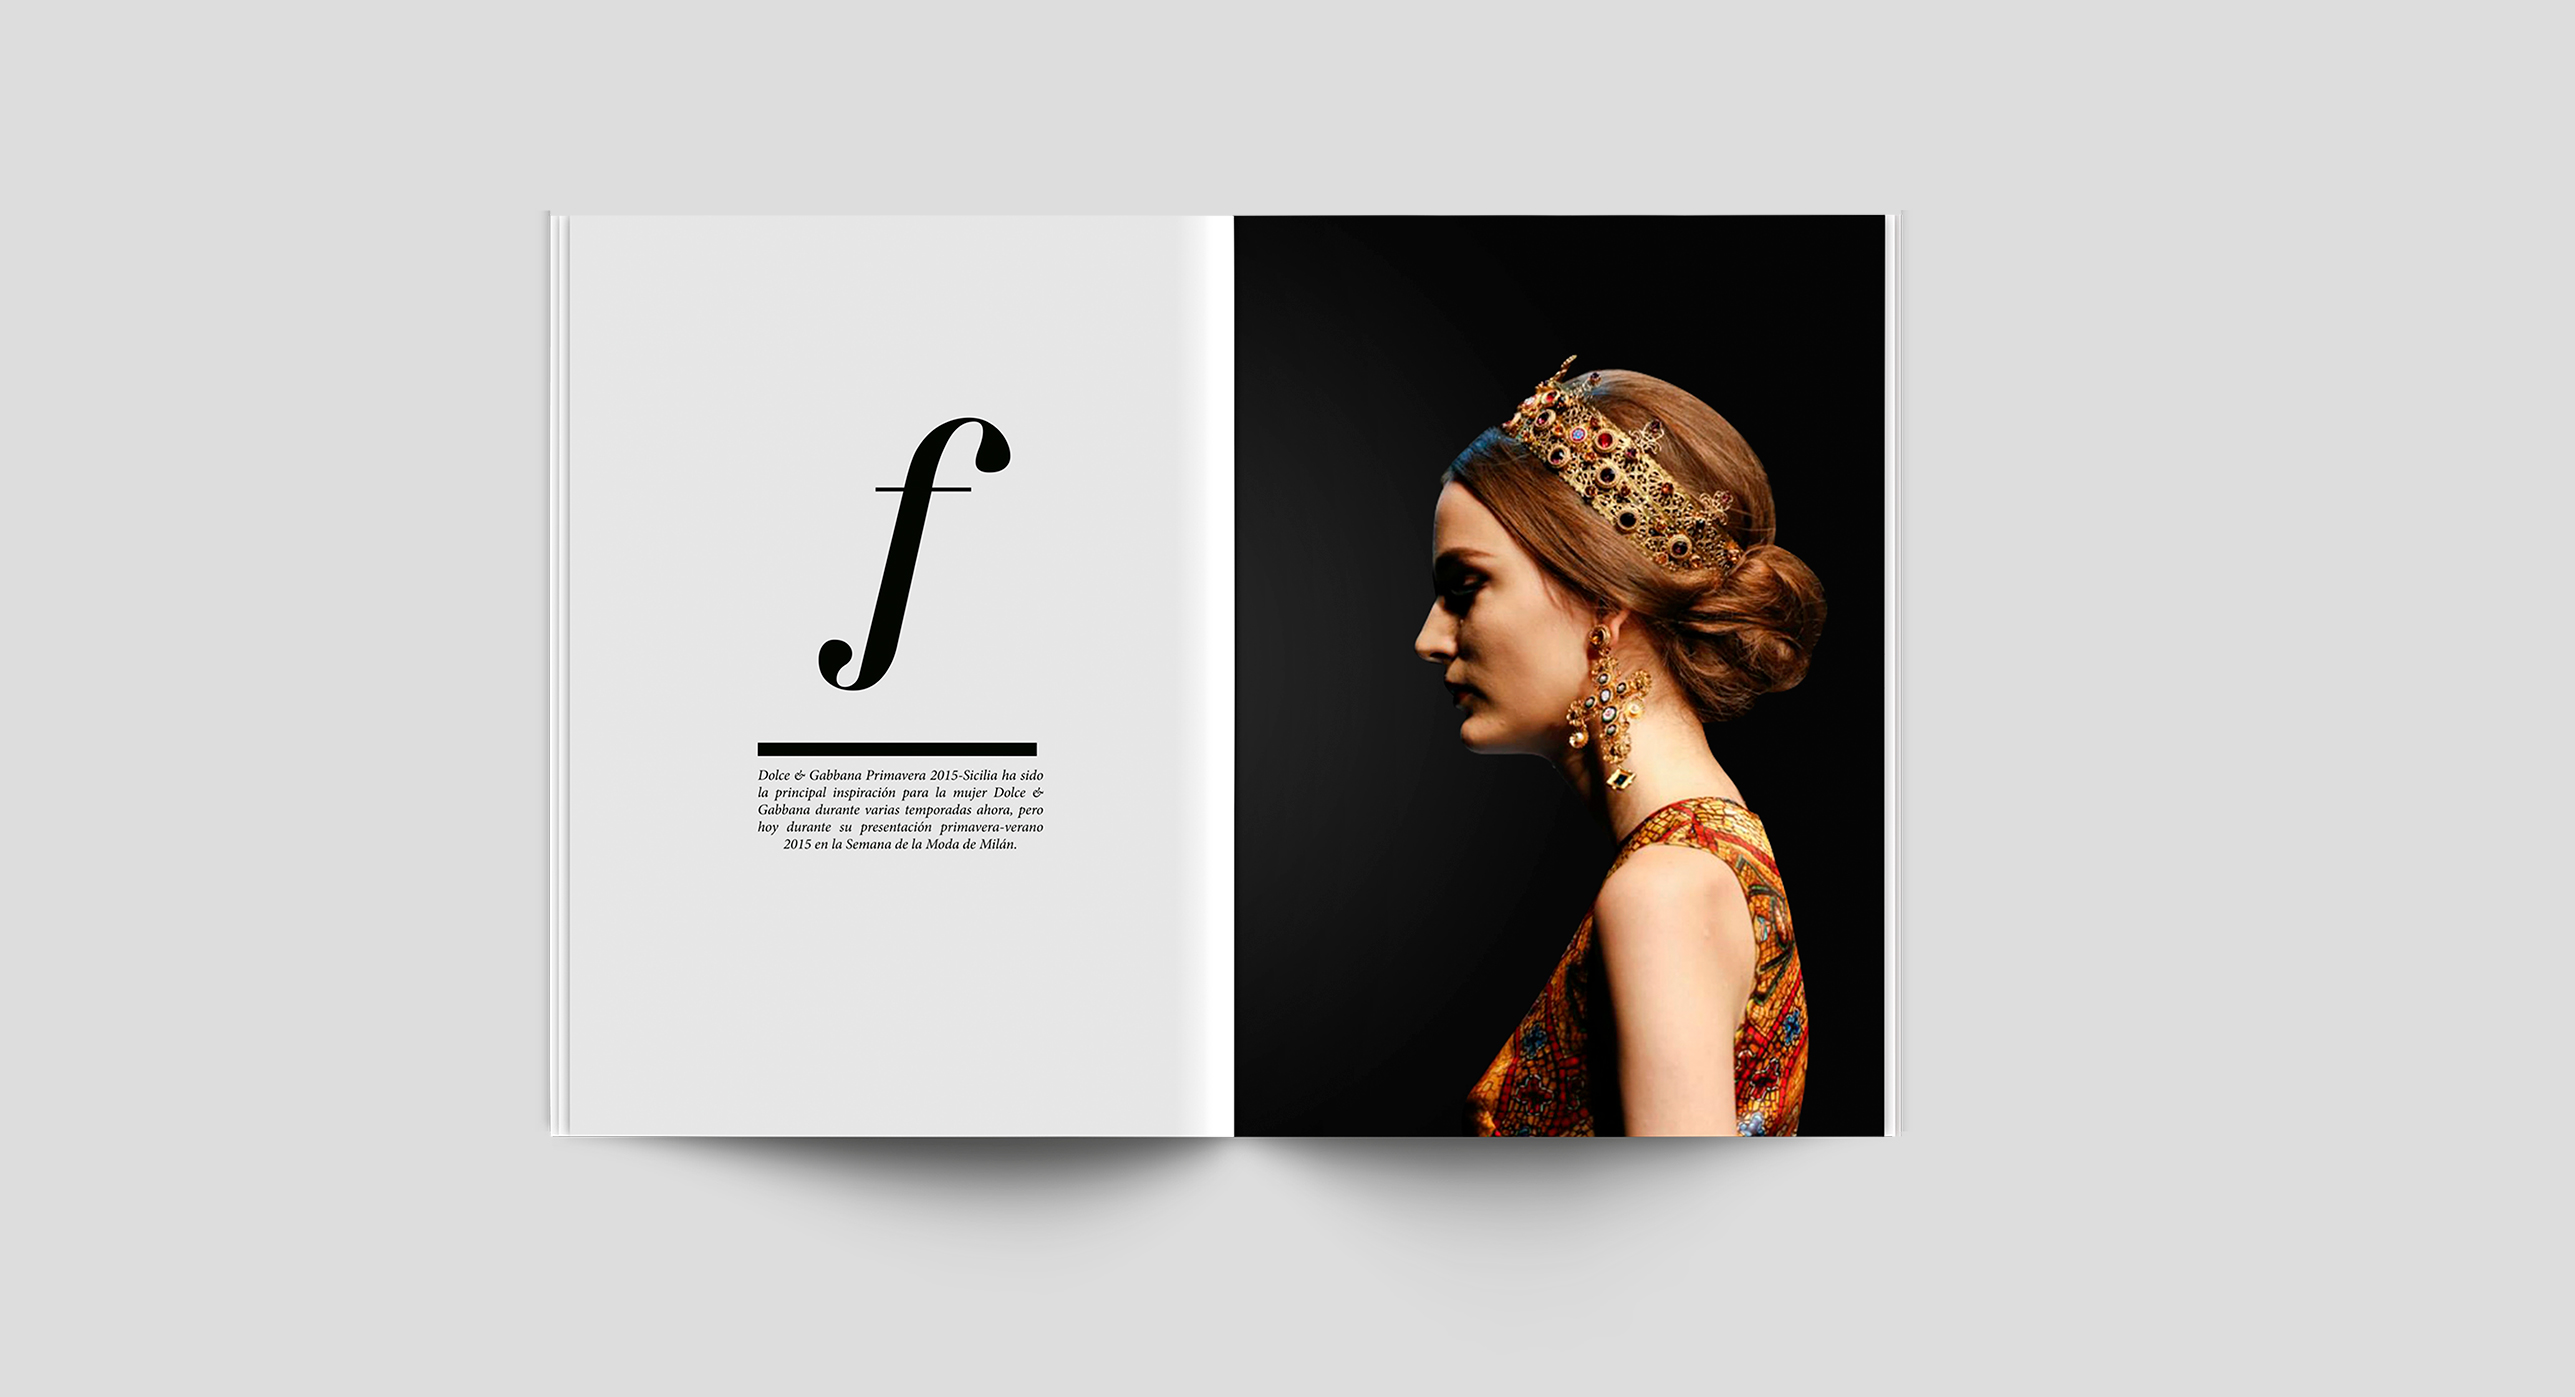 f
Dolce & Gabbana Primavera 2015-Sicilia ha sido
la principal inspiración para la mujer Dolce &
Gabbana durante varias temporadas ahora, pero
hoy durante su presentación primavera-verano
2015 en la Semana de la Moda de Milán.